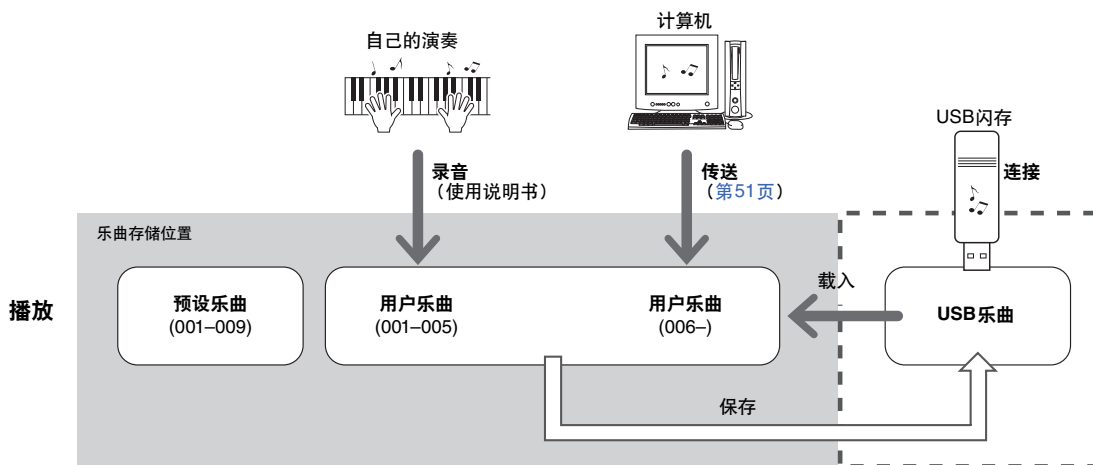 计算机
自己的演奏
USB闪存
录音
(使用说明书)
传送
(第51页)
连接
乐曲存储位置
播放
预设乐曲
(001–009)
用户乐曲
(001–005)
用户乐曲
(006–)
载入
USB乐曲
保存